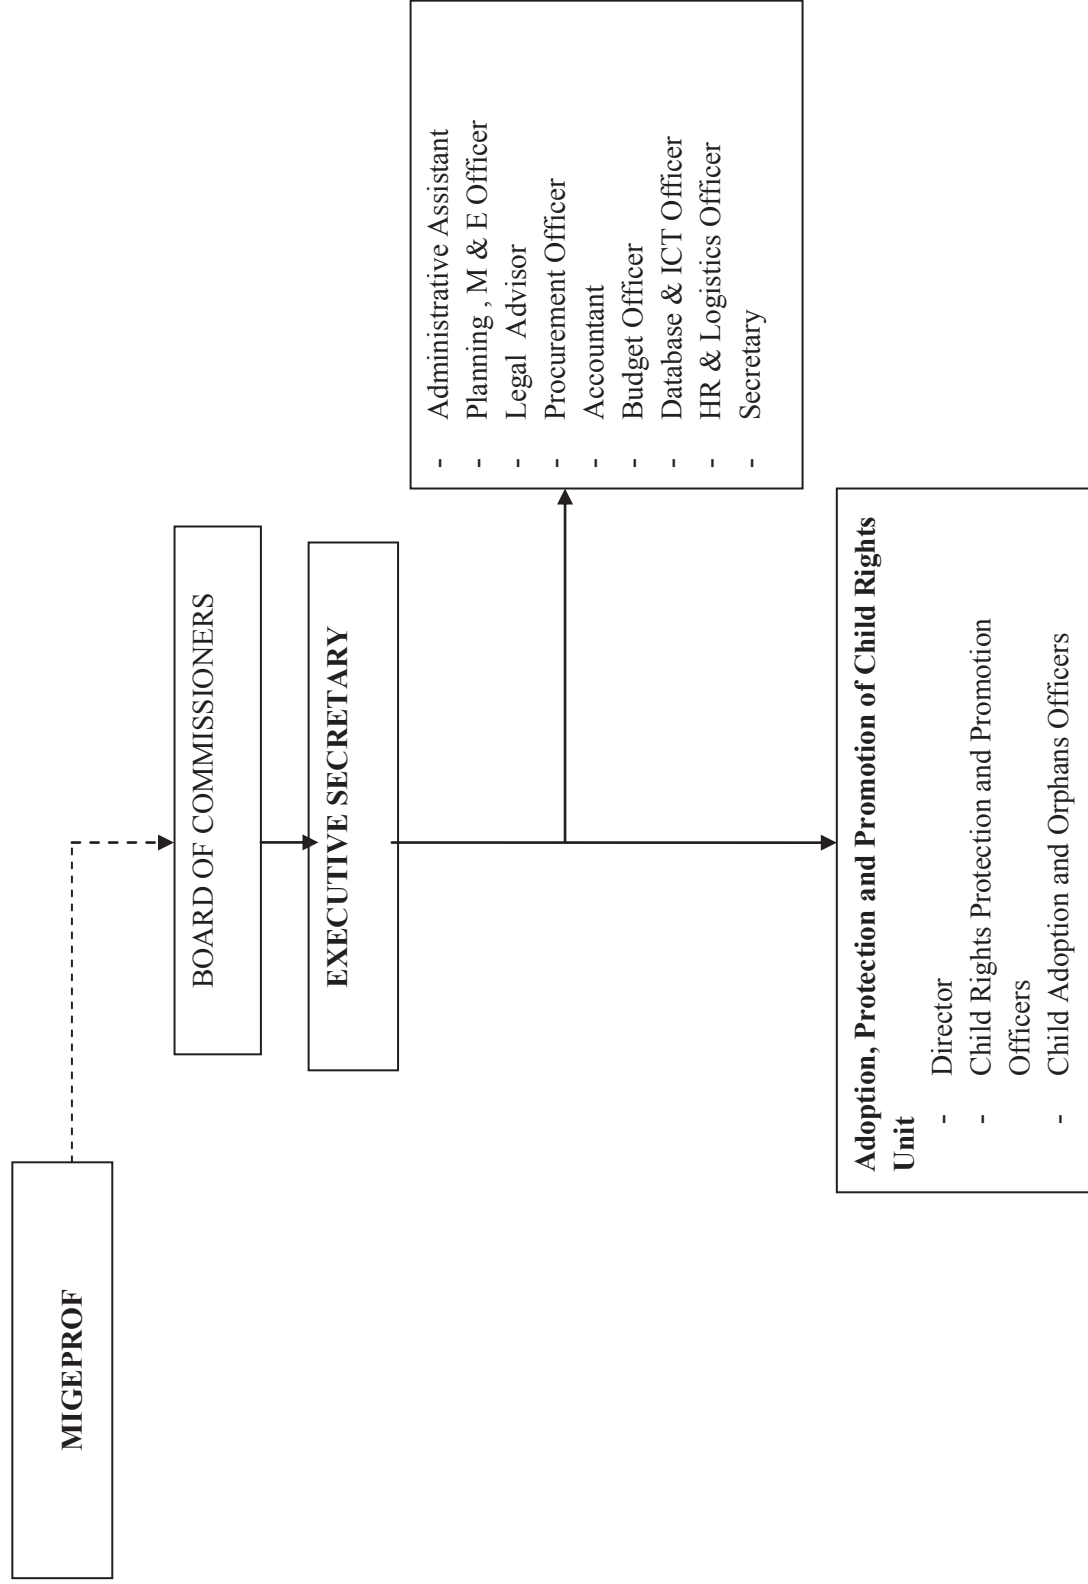 MIGEPROF
BOARD OF COMMISSIONERS
EXECUTIVE SECRETARY
- Administrative Assistant
- Planning , M & E Officer
- Legal Advisor
- Procurement Officer
- Accountant
- Budget Officer
- Database & ICT Officer
- HR & Logistics Officer
- Secretary
Adoption, Protection and Promotion of Child Rights
Unit
- Director
- Child Rights Protection and Promotion
Officers
- Child Adoption and Orphans Officers